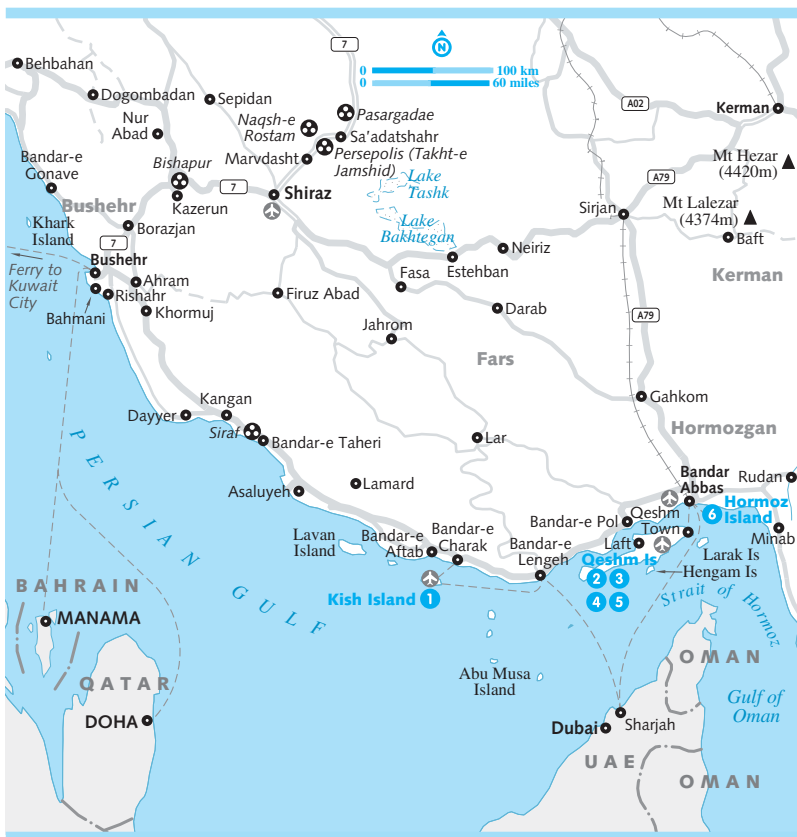 7
N
0
100 km
0
60 miles
Behbahan
Dogombadan
Sepidan
Pasargadae
A02
Kerman
Nur
Abad
Naqsh-e
Rostam
Sa'adatshahr
Marvdasht
Persepolis (Takht-e
Jamshid)
Mt Hezar
(4420m)
Bandar-e
Gonave
Bishapur
7
Shiraz
Lake
Tashk
A79
Mt Lalezar
(4374m)
Bushehr
Kazerun
Sirjan
Khark
Island
Borazjan
Lake
Bakhtegan
Neiriz
Baft
7
Bushehr
Estehban
Kerman
Ferry to
Kuwait
City
Ahram
Rishahr
Firuz Abad
Fasa
Bahmani
Khormuj
Darab
A79
Jahrom
Fars
Gahkom
Kangan
Dayyer
Siraf
Bandar-e Taheri
Lar
Hormozgan
PERSIAN GULF
Asaluyeh
Lamard
Bandar
Abbas
Rudan
Lavan
Island
Bandar-e
Aftab
Bandar-e
Charak
Bandar-e Pol
Qeshm
Town
6
Hormoz
Island
Bandar-e
Lengeh
Laft
Minab
Qeshm Is
2
3
4
5
Larak Is
Hengam Is
Kish Island
1
Strait of Hormoz
BAHRAIN
MANAMA
Abu Musa
Island
OMAN
QATAR
DOHA
Gulf of
Oman
Dubai
Sharjah
UAE
OMAN